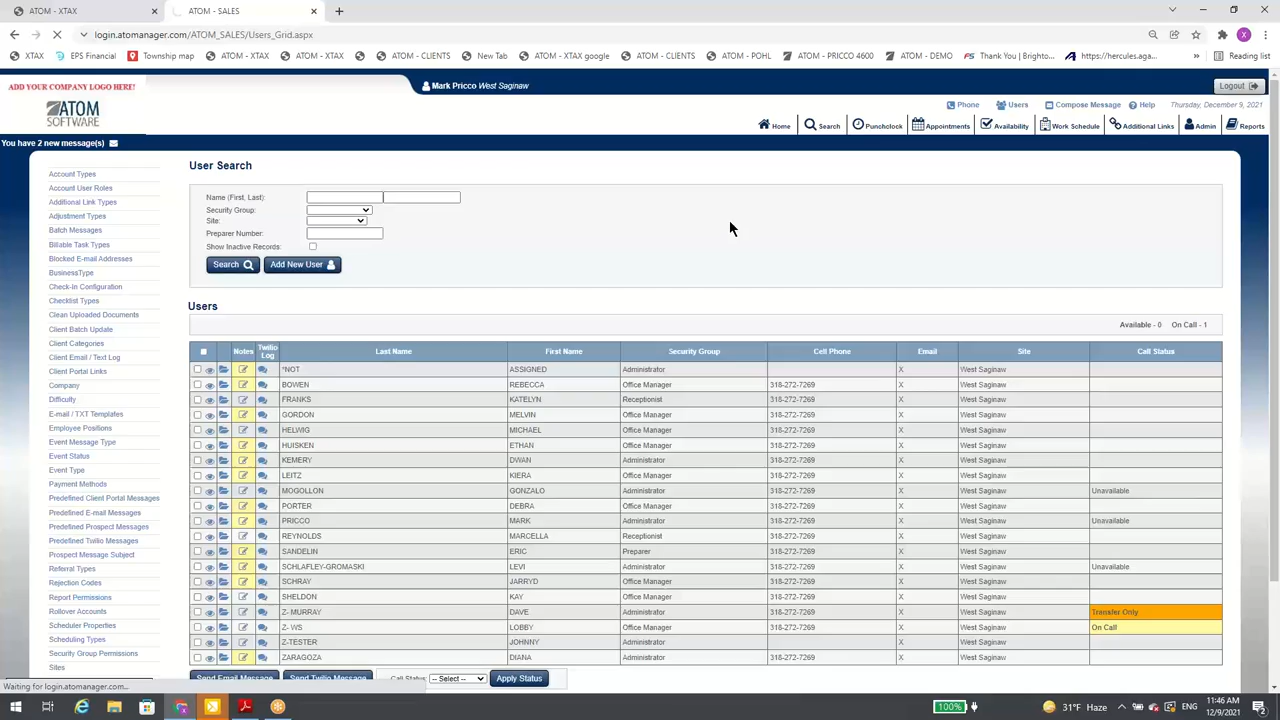 ATOM - XTAX
ATOM - SALES
login.atomanager.com/ATOM_SALES/Users_Grid.aspx
XTAX
EPS Financial
Township map
ATOM - XTAX
ATOM - XTAX
ATOM - CLIENTS
New Tab
ATOM - XTAX google
ATOM - CLIENTS
ATOM - POHL
ATOM - PRICCO 4600
ATOM - DEMO
Thank You | Brighto...
https://hercules.aga...
»
Reading list
ADD YOUR COMPANY LOGO HERE!
ATOM
SOFTWARE
Mark Pricco West Saginaw
Logout
Phone
Users
Compose Message
Help
Thursday, December 9, 2021
Home
Search
Punchclock
Appointments
Availability
Work Schedule
Additional Links
Admin
Reports
You have 2 new message(s)
Account Types
Account User Roles
Additional Link Types
Adjustment Types
Batch Messages
Billable Task Types
Blocked E-mail Addresses
BusinessType
Check-In Configuration
Checklist Types
Clean Uploaded Documents
Client Batch Update
Client Categories
Client Email / Text Log
Client Portal Links
Company
Difficulty
E-mail / TXT Templates
Employee Positions
Event Message Type
Event Status
Event Type
Payment Methods
Predefined Client Portal Messages
Predefined E-mail Messages
Predefined Prospect Messages
Predefined Twilio Messages
Prospect Message Subject
Referral Types
Rejection Codes
Report Permissions
Rollover Accounts
Scheduler Properties
Scheduling Types
Security Group Permissions
Sites
User Search
Name (First, Last):
Security Group:
Site:
Preparer Number:
Show Inactive Records:
Search
Add New User
Users
Available - 0 On Call - 1
Notes Twilio Log Last Name First Name Security Group Cell Phone Email Site Call Status
*NOT ASSIGNED Administrator X West Saginaw
BOWEN REBECCA Office Manager 318-272-7269 X West Saginaw
FRANKS KATELYN Receptionist 318-272-7269 X West Saginaw
GORDON MELVIN Office Manager 318-272-7269 X West Saginaw
HELWIG MICHAEL Office Manager 318-272-7269 X West Saginaw
HUISKEN ETHAN Office Manager 318-272-7269 X West Saginaw
KEMERY DWAN Administrator 318-272-7269 X West Saginaw
LEITZ KIERA Office Manager 318-272-7269 X West Saginaw
MOGOLLON GONZALO Administrator 318-272-7269 X West Saginaw Unavailable
PORTER DEBRA Office Manager 318-272-7269 X West Saginaw
PRICCO MARK Administrator 318-272-7269 X West Saginaw Unavailable
REYNOLDS MARCELLA Receptionist 318-272-7269 X West Saginaw
SANDELIN ERIC Preparer 318-272-7269 X West Saginaw
SCHLAFLEY-GROMASKI LEVI Administrator 318-272-7269 X West Saginaw Unavailable
SCHRAY JARRYD Office Manager 318-272-7269 X West Saginaw
SHELDON KAY Office Manager 318-272-7269 X West Saginaw
Z- MURRAY DAVE Administrator 318-272-7269 X West Saginaw Transfer Only
Z- WS LOBBY Office Manager 318-272-7269 X West Saginaw On Call
Z-TESTER JOHNNY Administrator X West Saginaw
ZARAGOZA DIANA Administrator 318-272-7269 X West Saginaw
Send Email Message
Send Twilio Message
Call Status:
-- Select --
Apply Status
Waiting for login.atomanager.com...
100%
31°F Haze
ENG
11:46 AM
12/9/2021
2